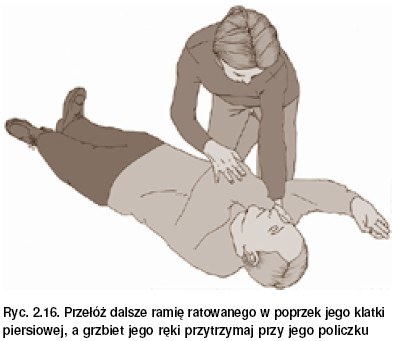 Ryc. 2.16. Przełóż dalsze ramię ratowanego w poprzek jego klatki
piersiowej, a grzbiet jego ręki przytrzymaj przy jego policzku